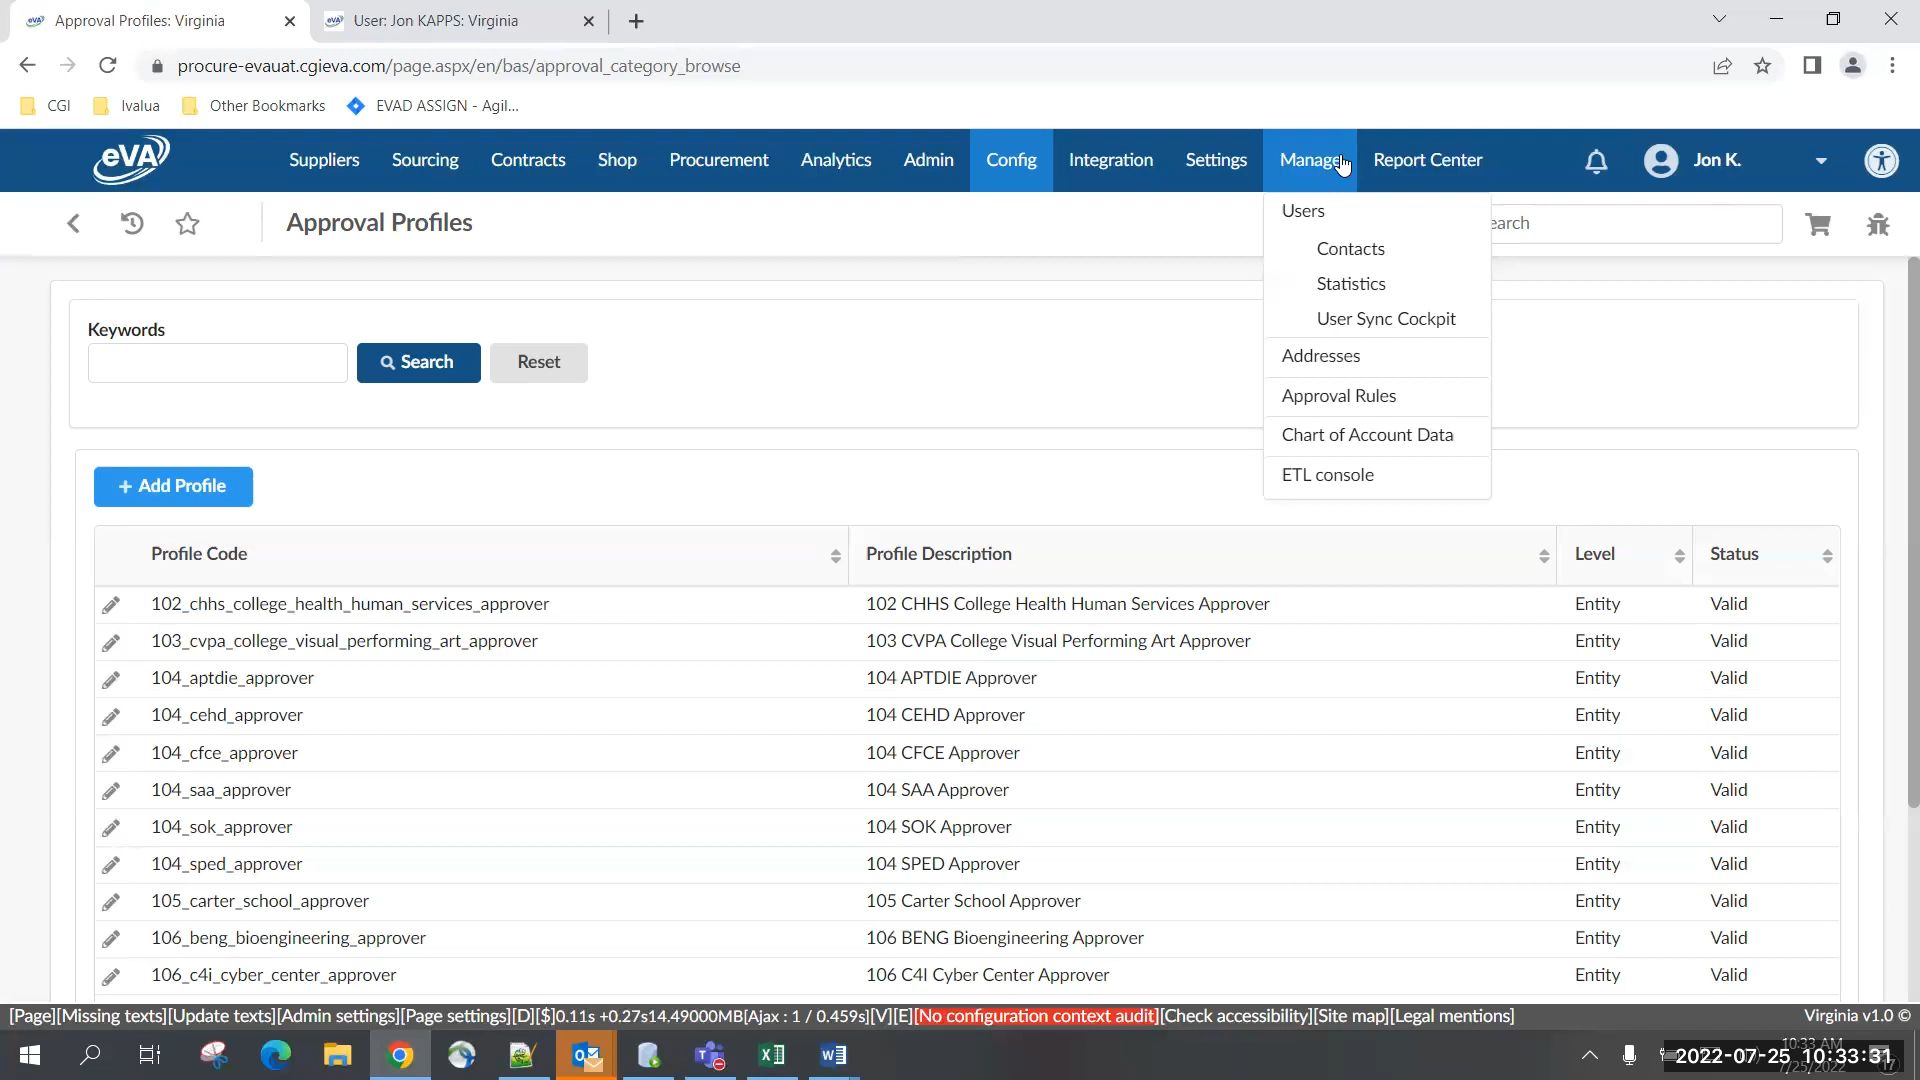 Approval Profiles: Virginia
User: Jon KAPPS: Virginia
procure-evauat.cgieva.com/page.aspx/en/bas/approval_category_browse
CGI Ivalua Other Bookmarks EVAD ASSIGN - Agil...
eVA Suppliers Sourcing Contracts Shop Procurement Analytics Admin Config Integration Settings Manage Report Center Jon K.
Approval Profiles
earch
Users
Contacts
Statistics
User Sync Cockpit
Addresses
Approval Rules
Chart of Account Data
ETL console
Keywords
Search Reset
+ Add Profile
Profile Code Profile Description Level Status
102_chhs_college_health_human_services_approver 102 CHHS College Health Human Services Approver Entity Valid
103_cvpa_college_visual_performing_art_approver 103 CVPA College Visual Performing Art Approver Entity Valid
104_aptdie_approver 104 APTDIE Approver Entity Valid
104_cehd_approver 104 CEHD Approver Entity Valid
104_cfce_approver 104 CFCE Approver Entity Valid
104_saa_approver 104 SAA Approver Entity Valid
104_sok_approver 104 SOK Approver Entity Valid
104_sped_approver 104 SPED Approver Entity Valid
105_carter_school_approver 105 Carter School Approver Entity Valid
106_beng_bioengineering_approver 106 BENG Bioengineering Approver Entity Valid
106_c4i_cyber_center_approver 106 C4I Cyber Center Approver Entity Valid
[Page][Missing texts][Update texts][Admin settings][Page settings][D][$]0.11s +0.27s14.49000MB[Ajax : 1 / 0.459s][V][E][No configuration context audit][Check accessibility][Site map][Legal mentions] Virginia v1.0 ©
10:33 AM
2022-07-25 10:33:31
7/25/2022